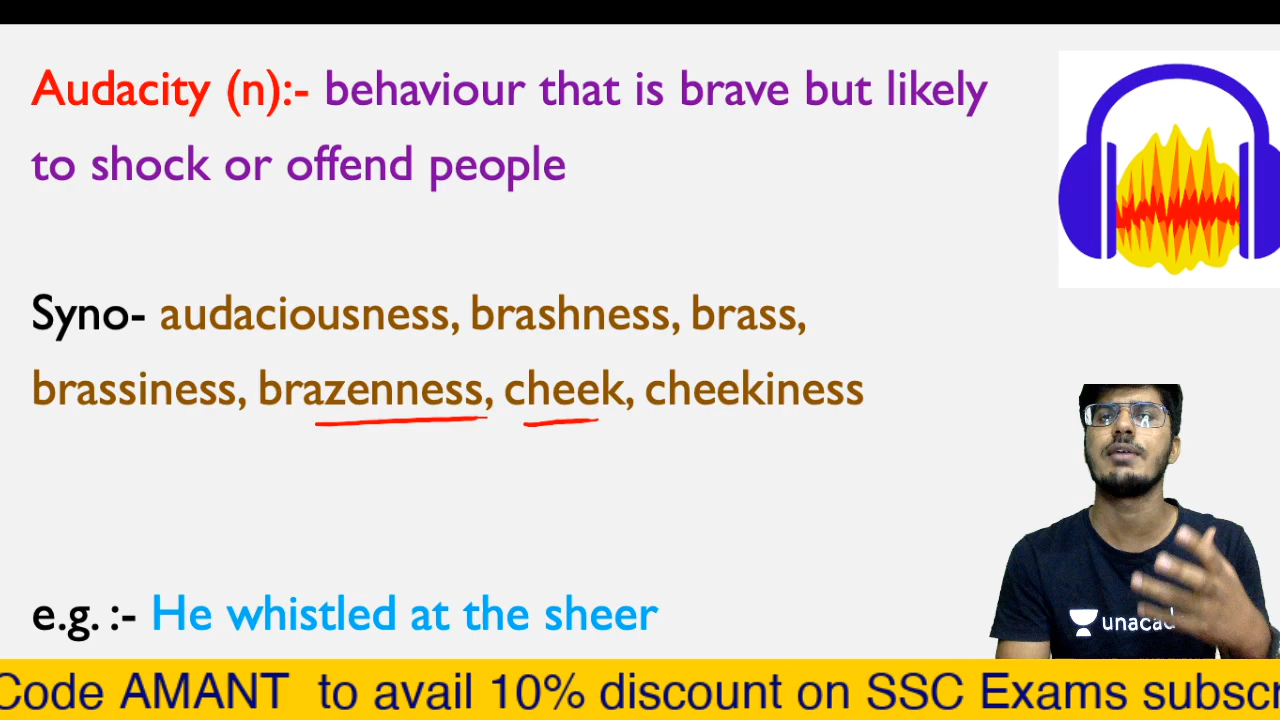 Audacity (n):- behaviour that is brave but likely
to shock or offend people
Syno- audaciousness, brashness, brass,
brassiness, brazenness, cheek, cheekiness
e.g. :- He whistled at the sheer
unacad
Code AMANT to avail 10% discount on SSC Exams subscr